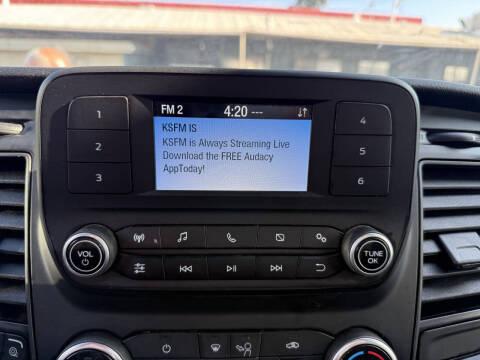 FM 2 4:20 ---
KSFM IS
KSFM is Always Streaming Live
Download the FREE Audacy
AppToday!
1
2
3
4
5
6
VOL
TUNE
OK